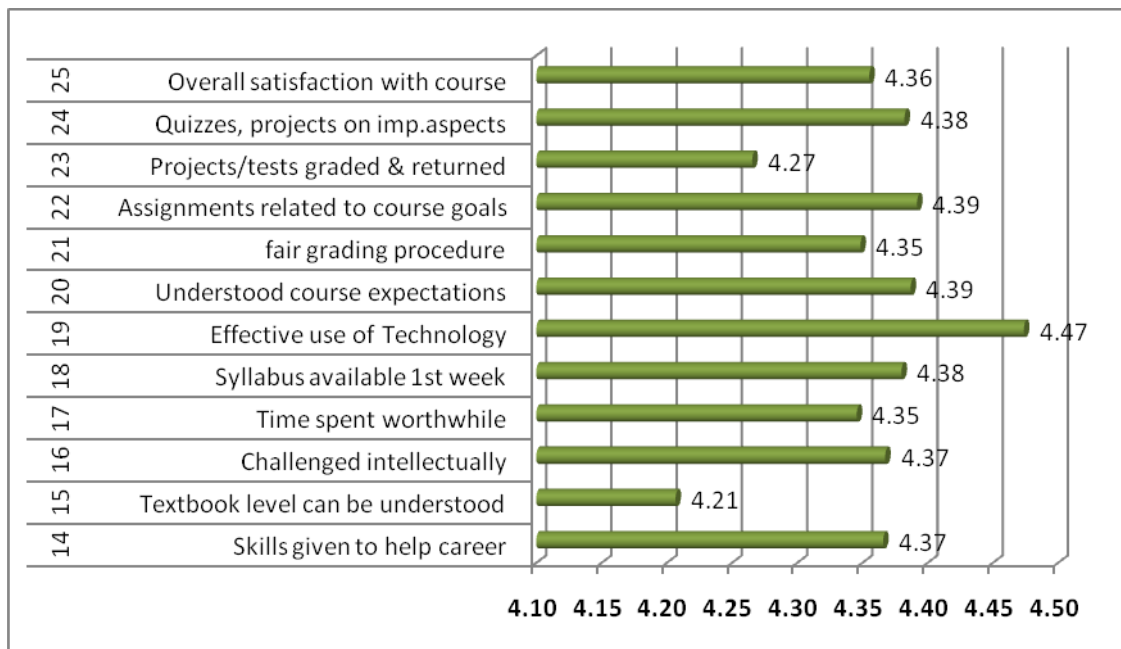 25 Overall satisfaction with course 4.36
24 Quizzes, projects on imp.aspects 4.38
23 Projects/tests graded & returned 4.27
22 Assignments related to course goals 4.39
21 fair grading procedure 4.35
20 Understood course expectations 4.39
19 Effective use of Technology 4.47
18 Syllabus available 1st week 4.38
17 Time spent worthwhile 4.35
16 Challenged intellectually 4.37
15 Textbook level can be understood 4.21
14 Skills given to help career 4.37
4.10 4.15 4.20 4.25 4.30 4.35 4.40 4.45 4.50